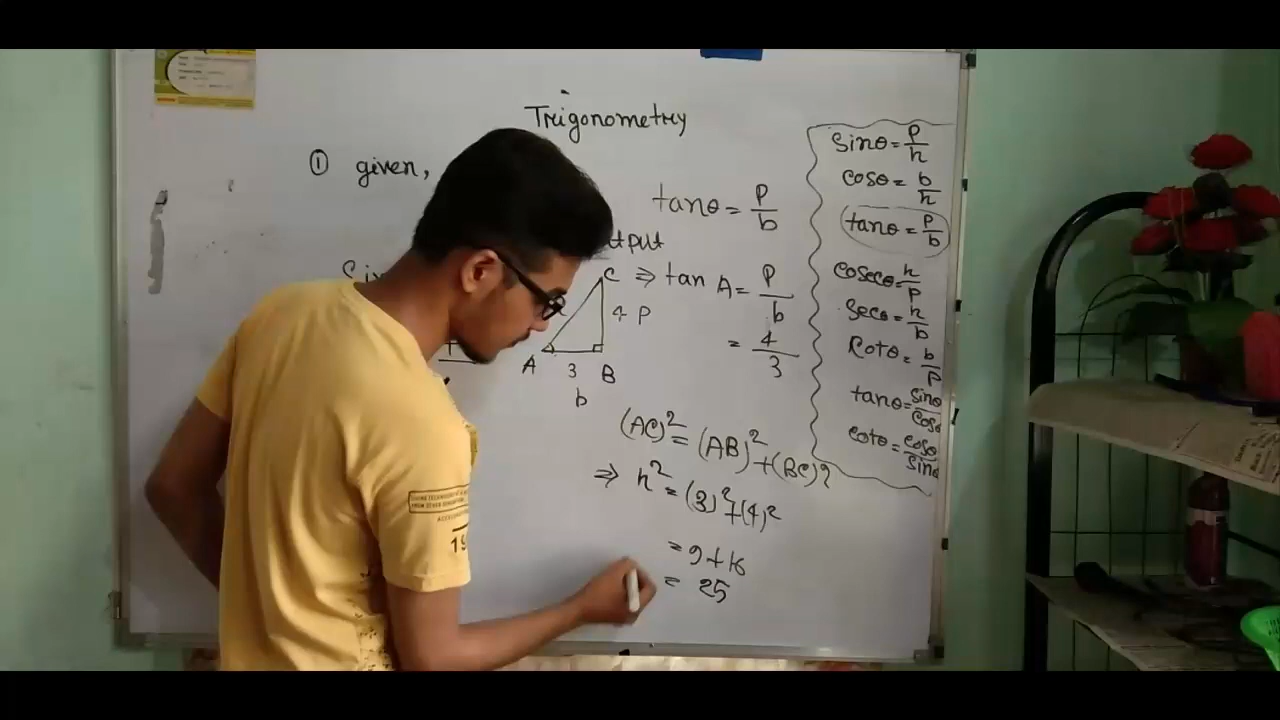 Trigonometry
① given,
tanθ = P/b
⇒ tan A = P/b
= 4/3
C
4 P
A
3
B
b
(AC)² = (AB)² + (BC)²
⇒ h² = (3)² + (4)²
= 9 + 16
= 25
Sinθ = P/h
Cosθ = b/h
tanθ = P/b
Cosecθ = h/P
Secθ = h/b
Cotθ = b/P
tanθ = Sinθ/Cosθ
Cotθ = Cosθ/Sinθ